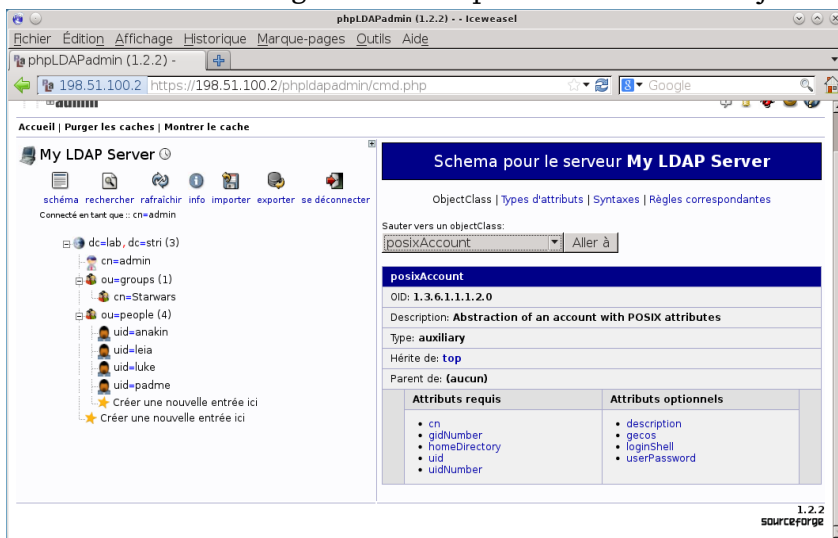 phpLDAPadmin (1.2.2) - - Iceweasel
Fichier Édition Affichage Historique Marque-pages Outils Aide
phpLDAPadmin (1.2.2) -
198.51.100.2 https://198.51.100.2/phpldapadmin/cmd.php Google
Accueil | Purger les caches | Montrer le cache
My LDAP Server
schéma rechercher rafraîchir info importer exporter se déconnecter
Connecté en tant que :: cn=admin
dc=lab, dc=stri (3)
cn=admin
ou=groups (1)
cn=Starwars
ou=people (4)
uid=anakin
uid=leia
uid=luke
uid=padme
Créer une nouvelle entrée ici
Créer une nouvelle entrée ici
Schema pour le serveur My LDAP Server
ObjectClass | Types d'attributs | Syntaxes | Règles correspondantes
Sauter vers un objectClass:
posixAccount Aller à
posixAccount
OID: 1.3.6.1.1.1.2.0
Description: Abstraction of an account with POSIX attributes
Type: auxiliary
Hérite de: top
Parent de: (aucun)
Attributs requis
• cn
• gidNumber
• homeDirectory
• uid
• uidNumber
Attributs optionnels
• description
• gecos
• loginShell
• userPassword
1.2.2
sourceforge